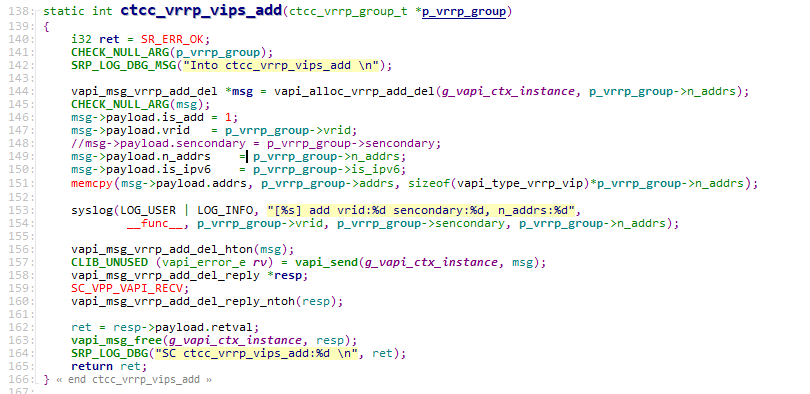 138: static int ctcc_vrrp_vips_add(ctcc_vrrp_group_t *p_vrrp_group)
139: {
140: i32 ret = SR_ERR_OK;
141: CHECK_NULL_ARG(p_vrrp_group);
142: SRP_LOG_DBG_MSG("Into ctcc_vrrp_vips_add \n");
143:
144: vapi_msg_vrrp_add_del *msg = vapi_alloc_vrrp_add_del(g_vapi_ctx_instance, p_vrrp_group->n_addrs);
145: CHECK_NULL_ARG(msg);
146: msg->payload.is_add = 1;
147: msg->payload.vrid = p_vrrp_group->vrid;
148: //msg->payload.sencondary = p_vrrp_group->sencondary;
149: msg->payload.n_addrs = p_vrrp_group->n_addrs;
150: msg->payload.is_ipv6 = p_vrrp_group->is_ipv6;
151: memcpy(msg->payload.addrs, p_vrrp_group->addrs, sizeof(vapi_type_vrrp_vip)*p_vrrp_group->n_addrs);
152:
153: syslog(LOG_USER | LOG_INFO, "[%s] add vrid:%d sencondary:%d, n_addrs:%d",
154: __func__, p_vrrp_group->vrid, p_vrrp_group->sencondary, p_vrrp_group->n_addrs);
155:
156: vapi_msg_vrrp_add_del_hton(msg);
157: CLIB_UNUSED (vapi_error_e rv) = vapi_send(g_vapi_ctx_instance, msg);
158: vapi_msg_vrrp_add_del_reply *resp;
159: SC_VPP_VAPI_RECV;
160: vapi_msg_vrrp_add_del_reply_ntoh(resp);
161:
162: ret = resp->payload.retval;
163: vapi_msg_free(g_vapi_ctx_instance, resp);
164: SRP_LOG_DBG("SC ctcc_vrrp_vips_add:%d \n", ret);
165: return ret;
166: } « end ctcc_vrrp_vips_add »
167: